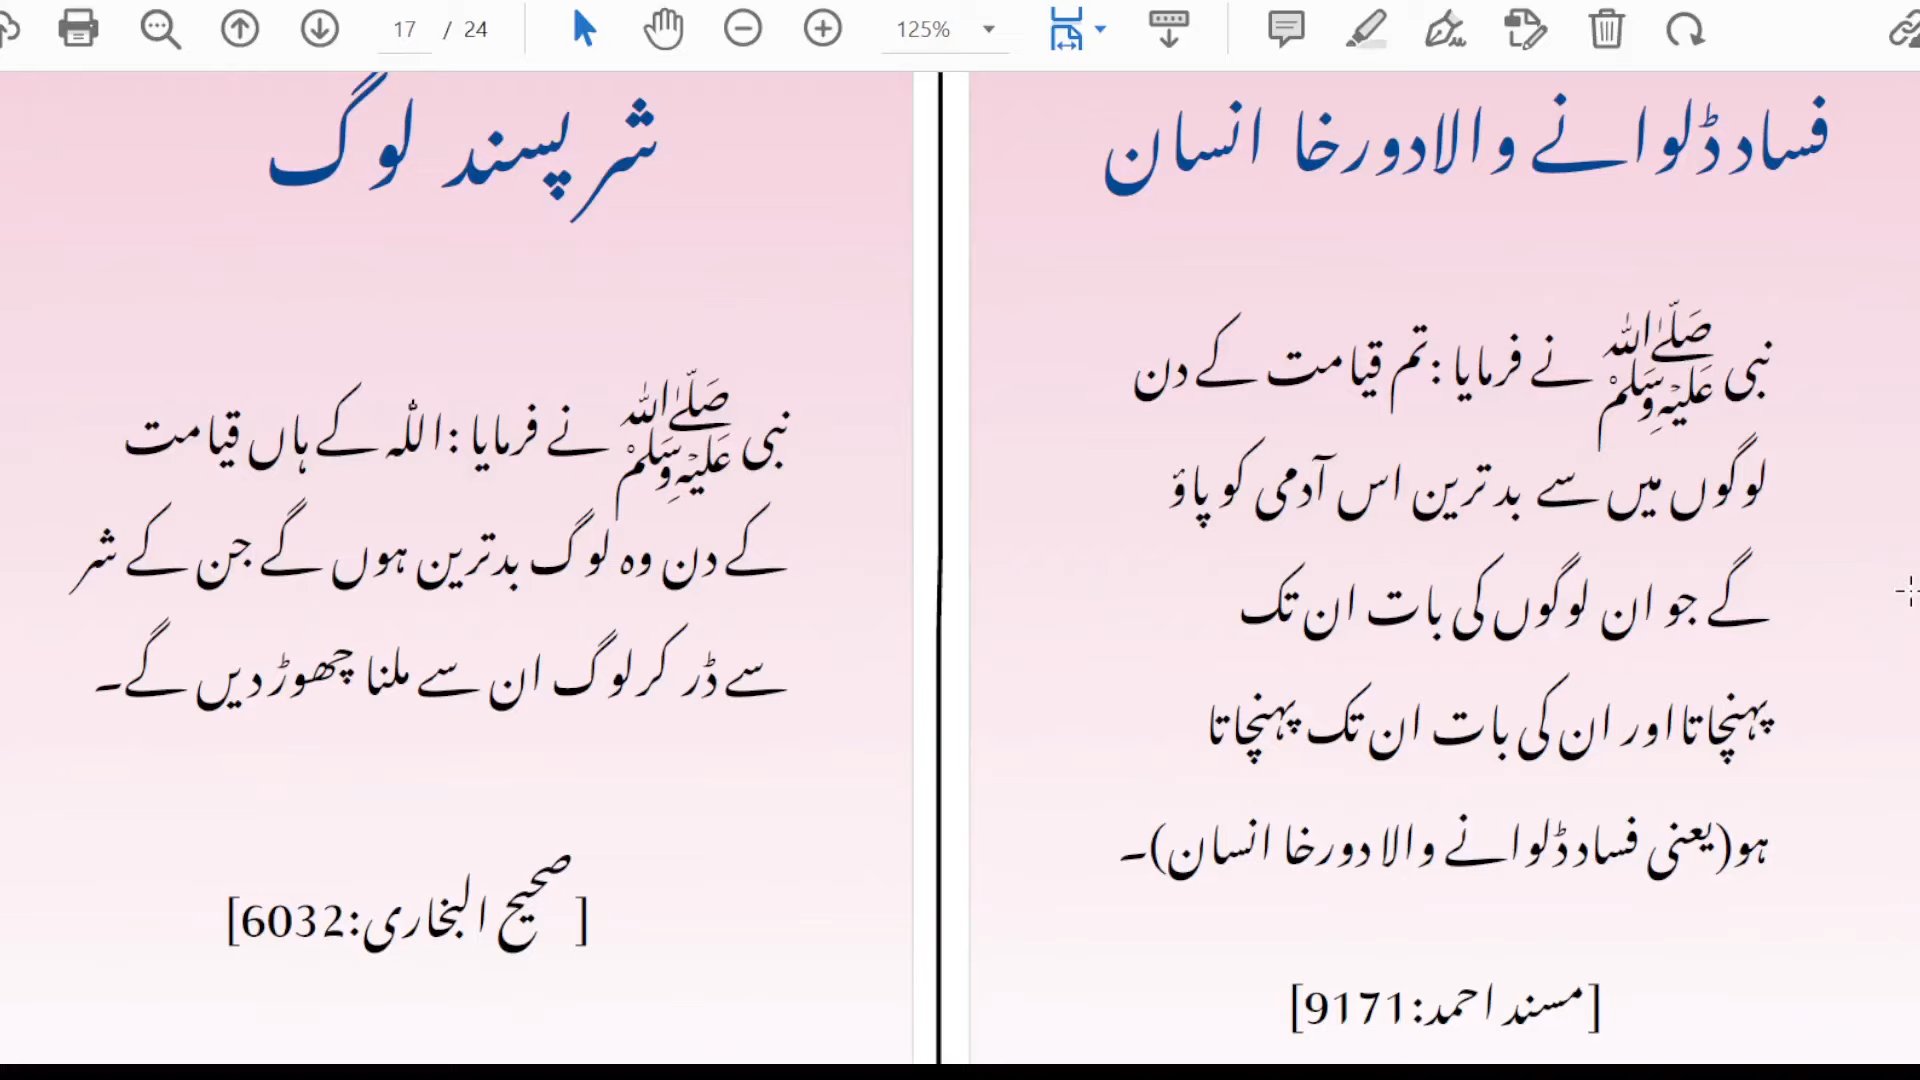 17 / 24
125%
فساد ڈلوانے والا دورخا انسان
نبی صلی اللہ علیہ وسلم نے فرمایا: تم قیامت کے دن
لوگوں میں سے بدترین اس آدمی کو پاؤ
گے جو ان لوگوں کی بات ان تک
پہنچاتا اور ان کی بات ان تک پہنچاتا
ہو(یعنی فساد ڈلوانے والا دورخا انسان)۔
[مسند احمد:9171]
شر پسند لوگ
نبی صلی اللہ علیہ وسلم نے فرمایا: اللہ کے ہاں قیامت
کے دن وہ لوگ بدترین ہوں گے جن کے شر
سے ڈر کر لوگ ان سے ملنا چھوڑ دیں گے۔
[صحیح البخاری:6032]